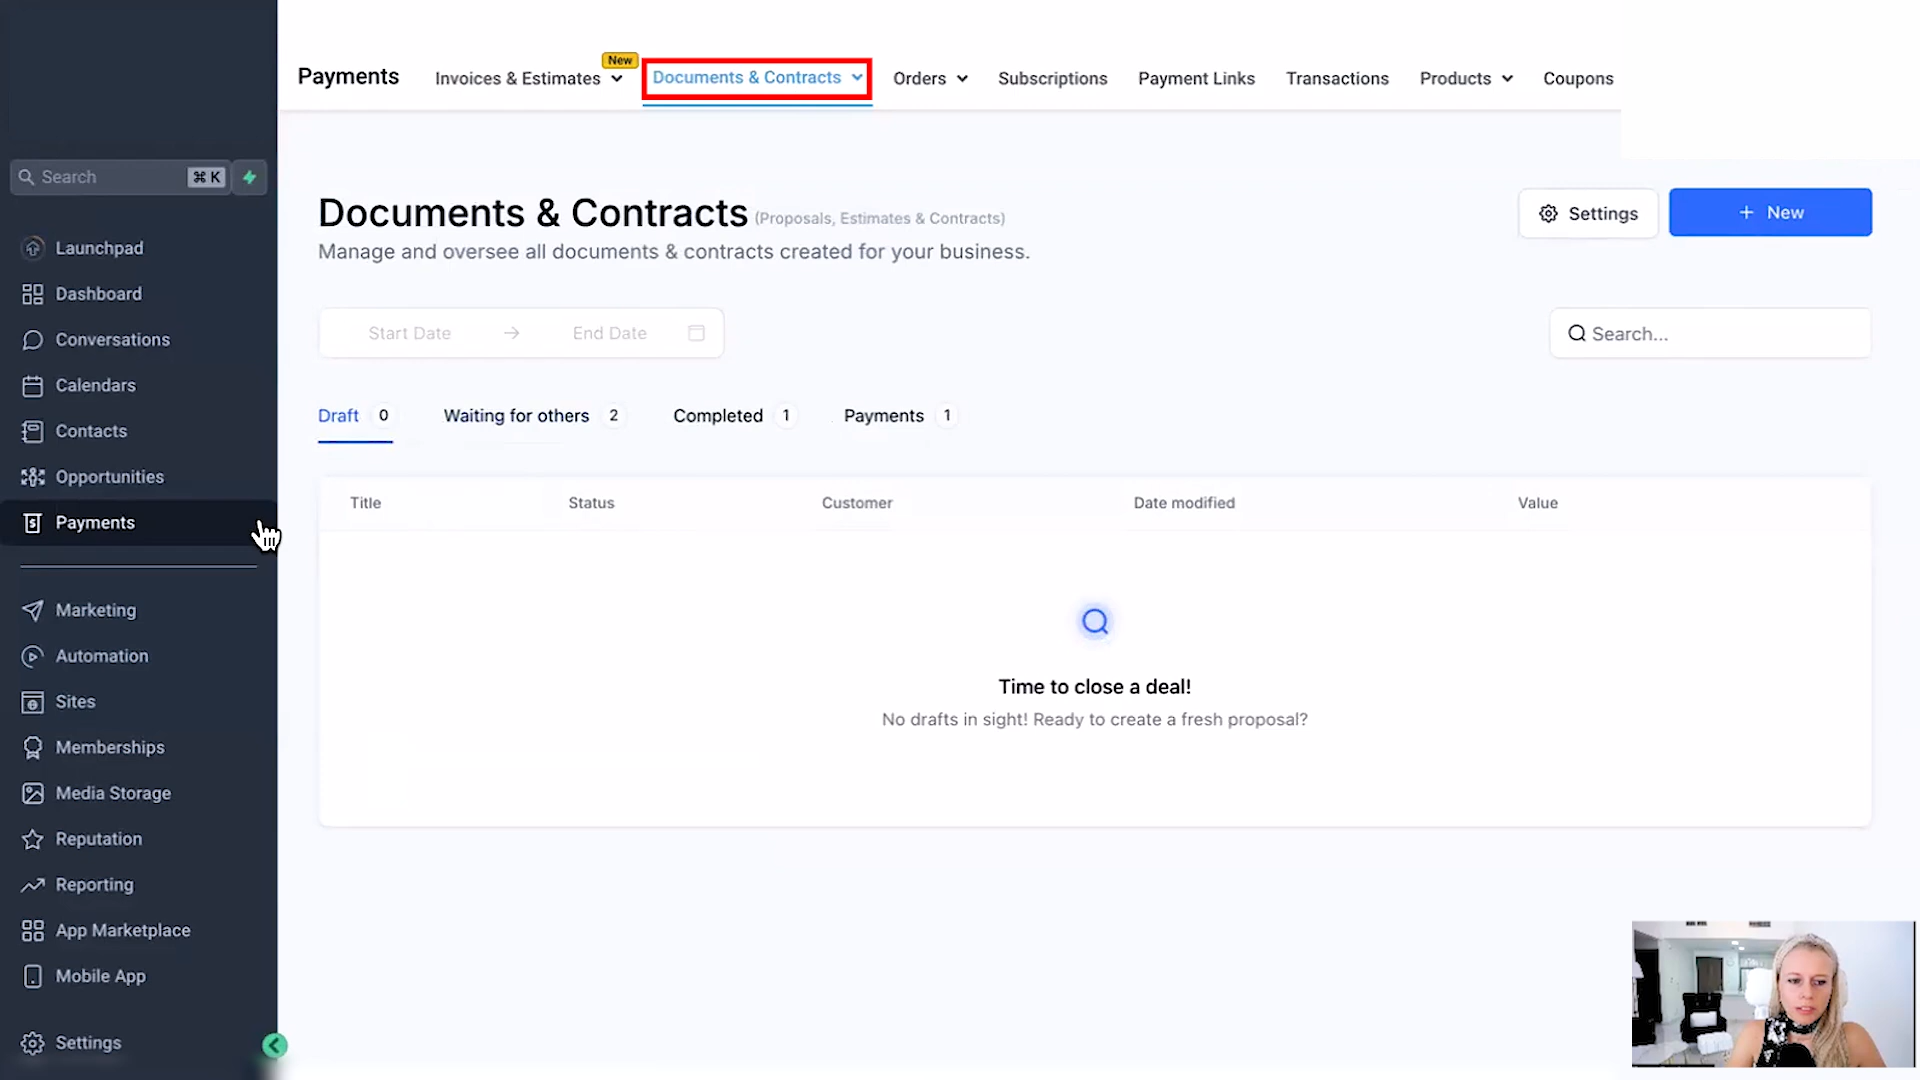 New
Payments
Invoices & Estimates
Documents & Contracts
Orders
Subscriptions
Payment Links
Transactions
Products
Coupons
Search
⌘ K
Launchpad
Dashboard
Conversations
Calendars
Contacts
Opportunities
Payments
Marketing
Automation
Sites
Memberships
Media Storage
Reputation
Reporting
App Marketplace
Mobile App
Settings
Documents & Contracts (Proposals, Estimates & Contracts)
Manage and oversee all documents & contracts created for your business.
Settings
+ New
Start Date → End Date
Search...
Draft 0
Waiting for others 2
Completed 1
Payments 1
Title
Status
Customer
Date modified
Value
Time to close a deal!
No drafts in sight! Ready to create a fresh proposal?